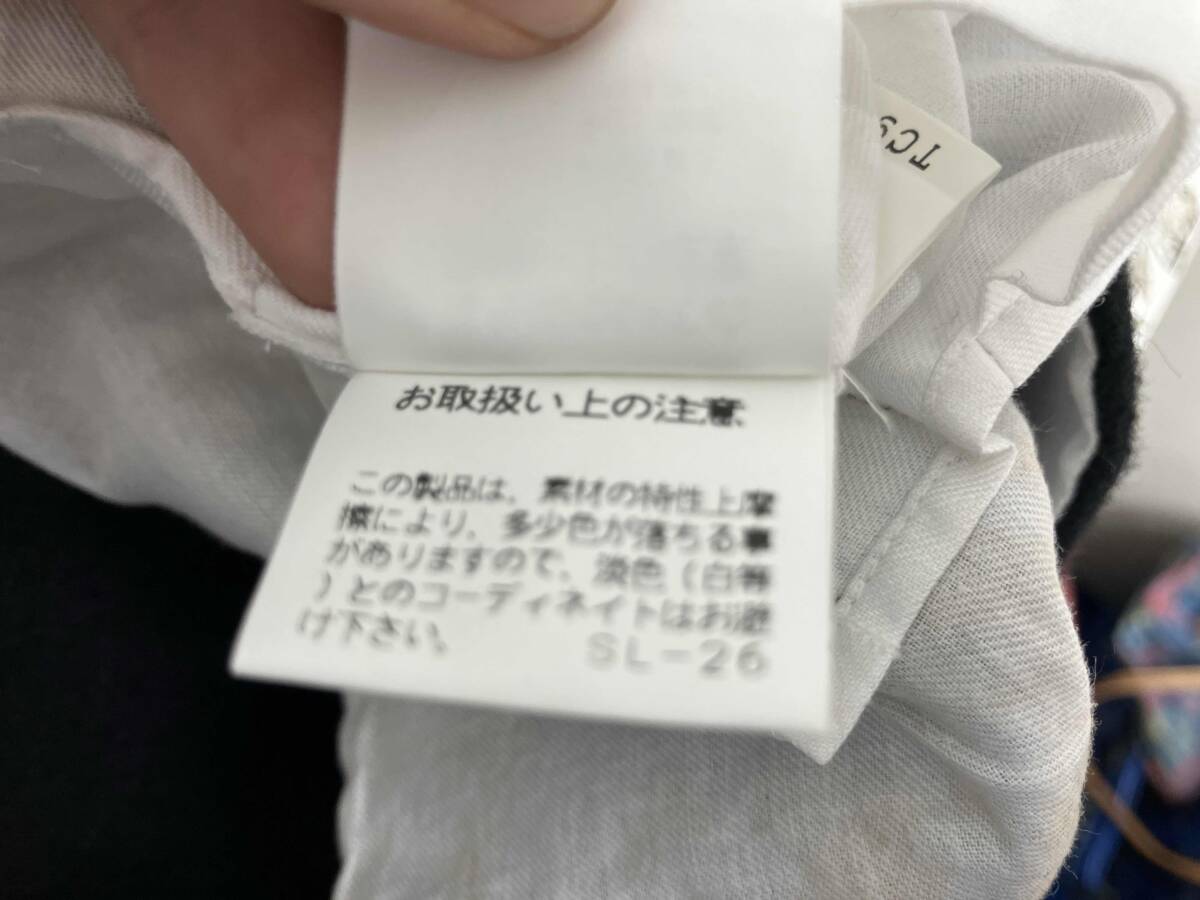 TC9
お取扱い上の注意
この製品は、素材の特性上摩
擦により、多少色が落ちる事
がありますので、淡色（白等
）とのコーディネイトはお避
け下さい。 SL-26